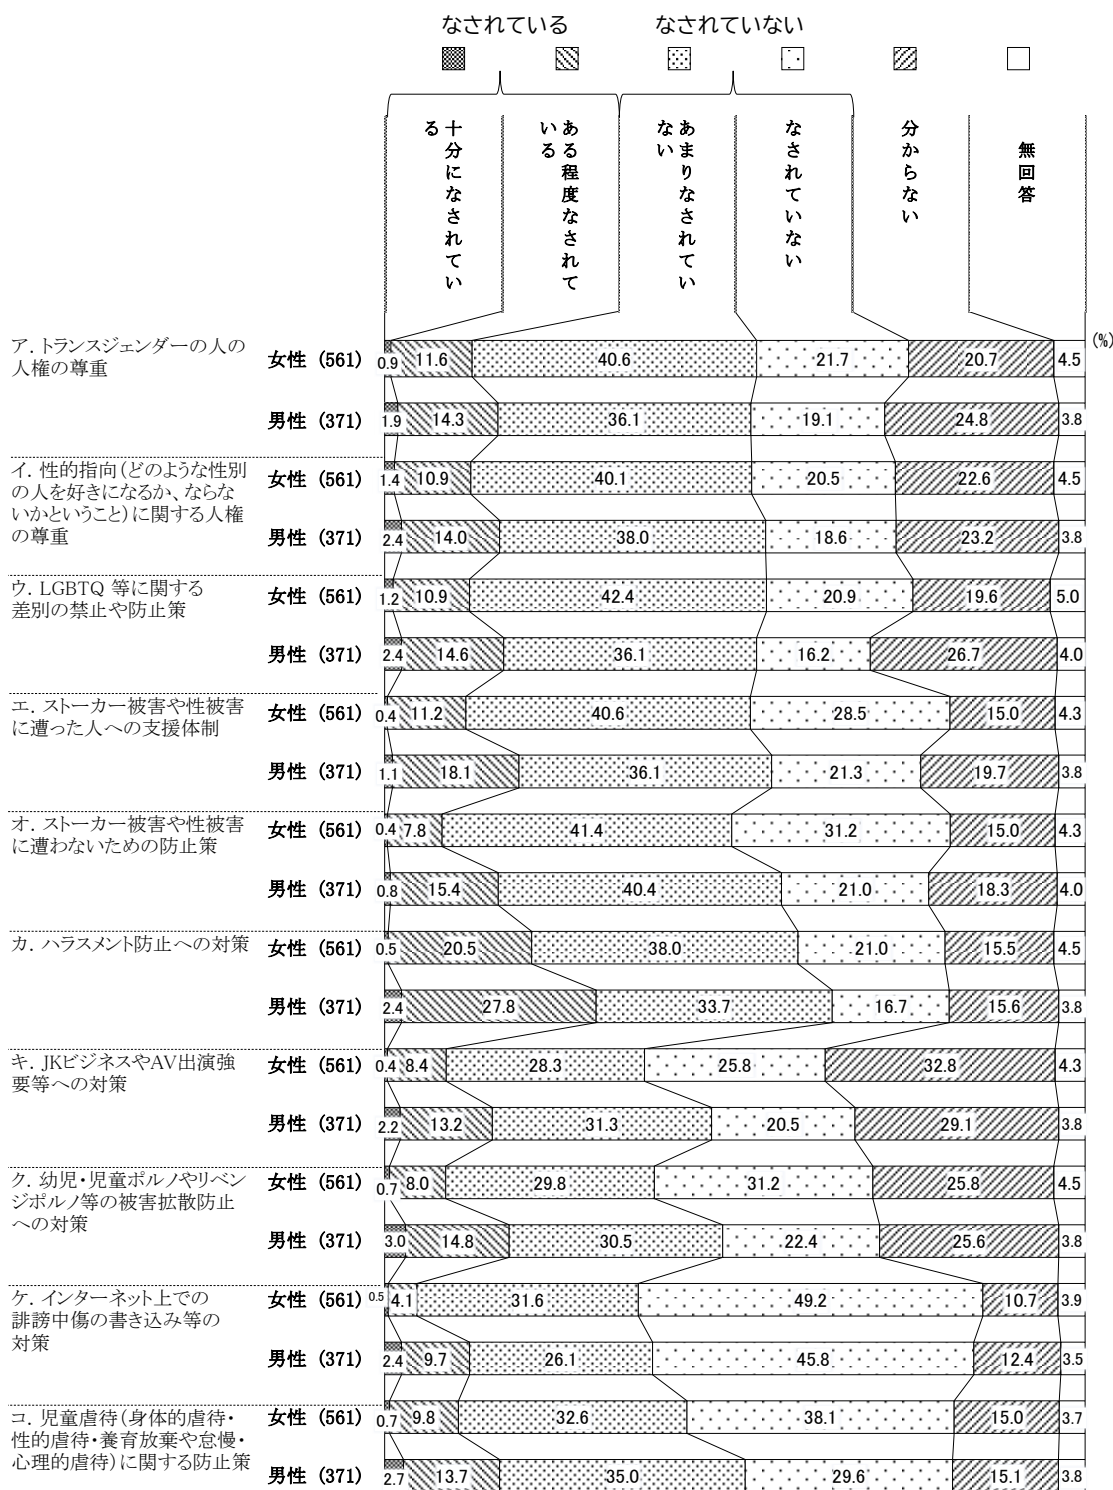 なされている　なされていない
十分になされている
ある程度なされている
あまりなされていない
なされていない
分からない
無回答
(%)
ア. トランスジェンダーの人の
人権の尊重
女性 (561) 0.9 11.6 40.6 21.7 20.7 4.5
男性 (371) 1.9 14.3 36.1 19.1 24.8 3.8
イ. 性的指向（どのような性別
の人を好きになるか、ならな
いかということ）に関する人権
の尊重
女性 (561) 1.4 10.9 40.1 20.5 22.6 4.5
男性 (371) 2.4 14.0 38.0 18.6 23.2 3.8
ウ. LGBTQ 等に関する
差別の禁止や防止策
女性 (561) 1.2 10.9 42.4 20.9 19.6 5.0
男性 (371) 2.4 14.6 36.1 16.2 26.7 4.0
エ. ストーカー被害や性被害
に遭った人への支援体制
女性 (561) 0.4 11.2 40.6 28.5 15.0 4.3
男性 (371) 1.1 18.1 36.1 21.3 19.7 3.8
オ. ストーカー被害や性被害
に遭わないための防止策
女性 (561) 0.4 7.8 41.4 31.2 15.0 4.3
男性 (371) 0.8 15.4 40.4 21.0 18.3 4.0
カ. ハラスメント防止への対策
女性 (561) 0.5 20.5 38.0 21.0 15.5 4.5
男性 (371) 2.4 27.8 33.7 16.7 15.6 3.8
キ. JKビジネスやAV出演強
要等への対策
女性 (561) 0.4 8.4 28.3 25.8 32.8 4.3
男性 (371) 2.2 13.2 31.3 20.5 29.1 3.8
ク. 幼児・児童ポルノやリベン
ジポルノ等の被害拡散防止
への対策
女性 (561) 0.7 8.0 29.8 31.2 25.8 4.5
男性 (371) 3.0 14.8 30.5 22.4 25.6 3.8
ケ. インターネット上での
誹謗中傷の書き込み等の
対策
女性 (561) 0.5 4.1 31.6 49.2 10.7 3.9
男性 (371) 2.4 9.7 26.1 45.8 12.4 3.5
コ. 児童虐待（身体的虐待・
性的虐待・養育放棄や怠慢・
心理的虐待）に関する防止策
女性 (561) 0.7 9.8 32.6 38.1 15.0 3.7
男性 (371) 2.7 13.7 35.0 29.6 15.1 3.8